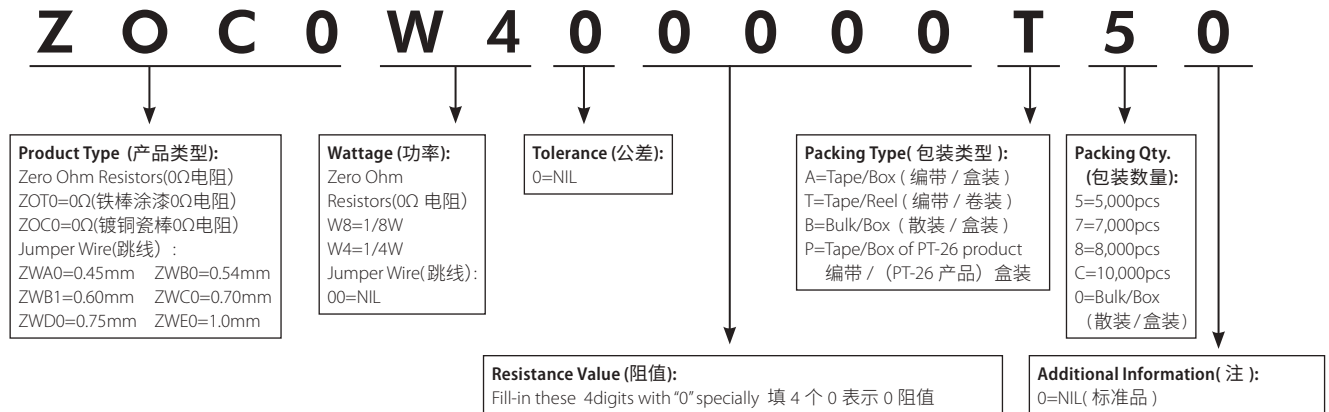 ZOC0W400000T50
Product Type (产品类型):
Zero Ohm Resistors(0Ω电阻)
ZOT0=0Ω(铁棒涂漆0Ω电阻)
ZOC0=0Ω(镀铜瓷棒0Ω电阻)
Jumper Wire(跳线):
ZWA0=0.45mm ZWB0=0.54mm
ZWB1=0.60mm ZWC0=0.70mm
ZWD0=0.75mm ZWE0=1.0mm
Wattage (功率):
Zero Ohm
Resistors(0Ω 电阻)
W8=1/8W
W4=1/4W
Jumper Wire(跳线):
00=NIL
Tolerance (公差):
0=NIL
Packing Type( 包装类型 ):
A=Tape/Box ( 编带 / 盒装 )
T=Tape/Reel ( 编带 / 卷装 )
B=Bulk/Box ( 散装 / 盒装 )
P=Tape/Box of PT-26 product
编带 /(PT-26 产品)盒装
Packing Qty.
(包装数量):
5=5,000pcs
7=7,000pcs
8=8,000pcs
C=10,000pcs
0=Bulk/Box
(散装/盒装)
Resistance Value (阻值):
Fill-in these 4digits with "0" specially 填 4 个 0 表示 0 阻值
Additional Information( 注 ):
0=NIL( 标准品 )